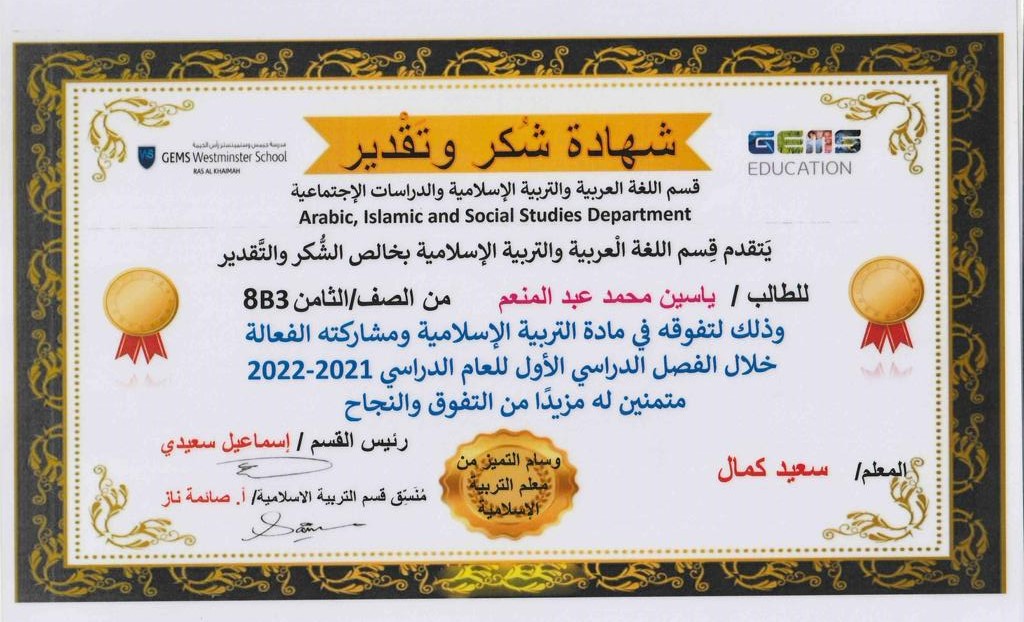 شهادة شُكر وتَقْدير
مدرسة جيمس وستمنستر رأس الخيمة
GEMS Westminster School
RAS AL KHAIMAH
GEMS
EDUCATION
قسم اللغة العربية والتربية الإسلامية والدراسات الإجتماعية
Arabic, Islamic and Social Studies Department
يَتقدم قِسم اللغة الْعربية والتربية الإسلامية بخالص الشُّكر والتَّقدير
للطالب / ياسين محمد عبد المنعم من الصف/الثامن 8B3
وذلك لتفوقه في مادة التربية الإسلامية ومشاركته الفعالة
خلال الفصل الدراسي الأول للعام الدراسي 2021-2022
متمنين له مزيدًا من التفوق والنجاح
رئيس القسم / إسماعيل سعيدي
المعلم/ سعيد كمال
وسام التميز من
معلم التربية
الإسلامية
مُنَسِّق قسم التربية الاسلامية/ أ. صائمة ناز